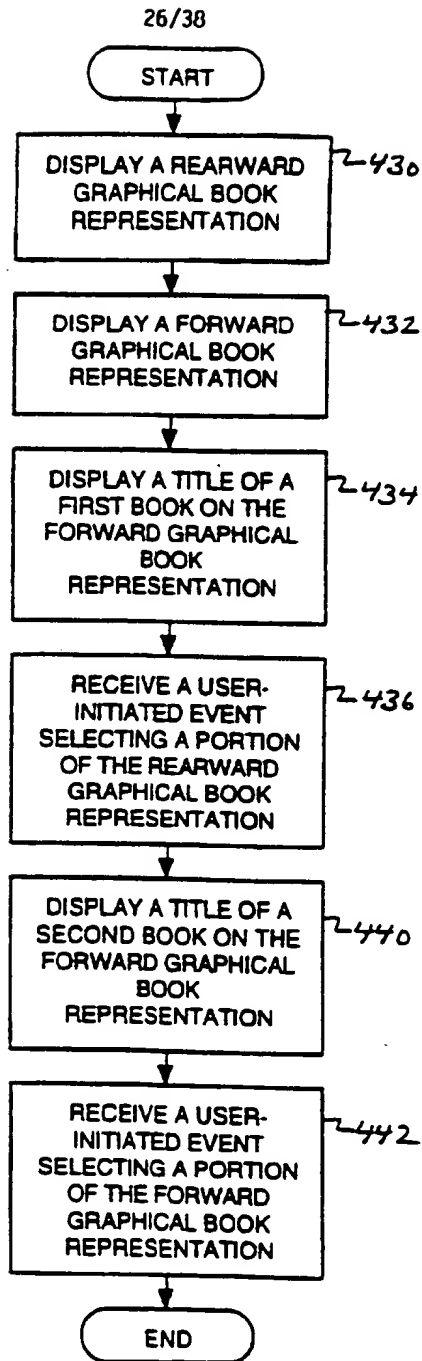 26/38
START
DISPLAY A REARWARD
GRAPHICAL BOOK
REPRESENTATION
430
DISPLAY A FORWARD
GRAPHICAL BOOK
REPRESENTATION
432
DISPLAY A TITLE OF A
FIRST BOOK ON THE
FORWARD GRAPHICAL
BOOK
REPRESENTATION
434
RECEIVE A USER-
INITIATED EVENT
SELECTING A PORTION
OF THE REARWARD
GRAPHICAL BOOK
REPRESENTATION
436
DISPLAY A TITLE OF A
SECOND BOOK ON THE
FORWARD GRAPHICAL
BOOK
REPRESENTATION
440
RECEIVE A USER-
INITIATED EVENT
SELECTING A PORTION
OF THE FORWARD
GRAPHICAL BOOK
REPRESENTATION
442
END